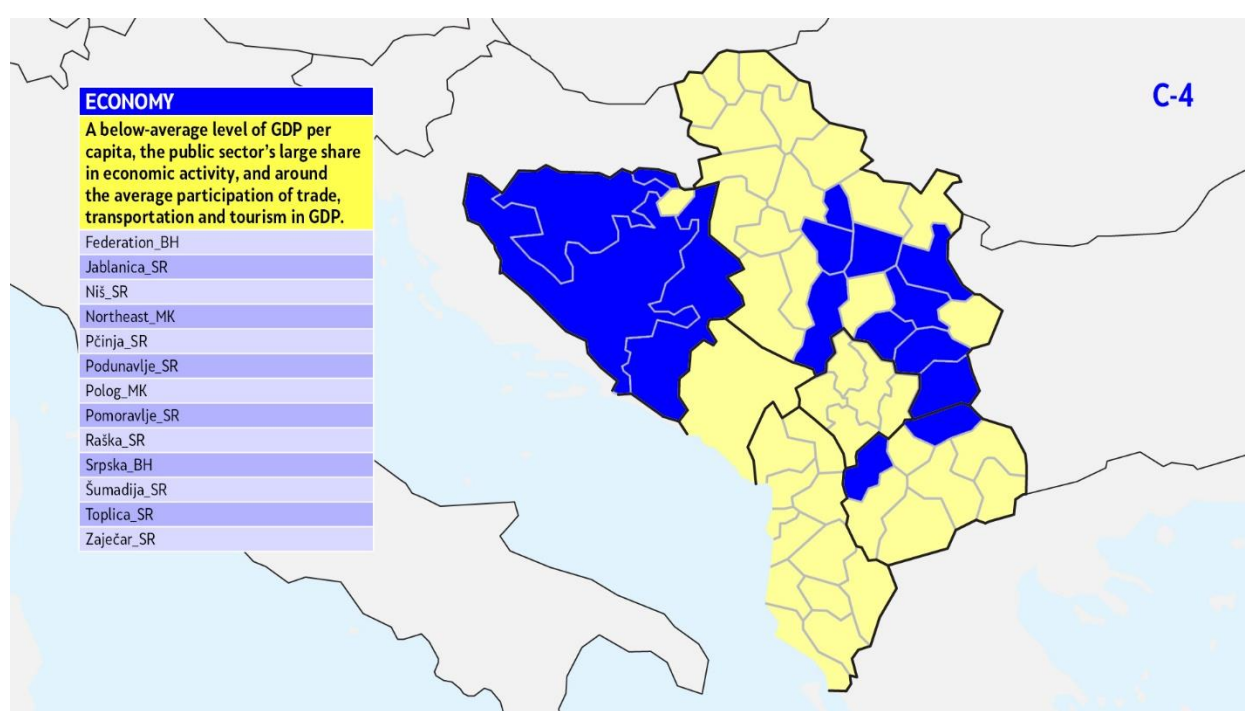 ECONOMY
A below-average level of GDP per
capita, the public sector's large share
in economic activity, and around
the average participation of trade,
transportation and tourism in GDP.
Federation_BH
Jablanica_SR
Niš_SR
Northeast_MK
Pčinja_SR
Podunavlje_SR
Polog_MK
Pomoravlje_SR
Raška_SR
Srpska_BH
Šumadija_SR
Toplica_SR
Zaječar_SR
C-4